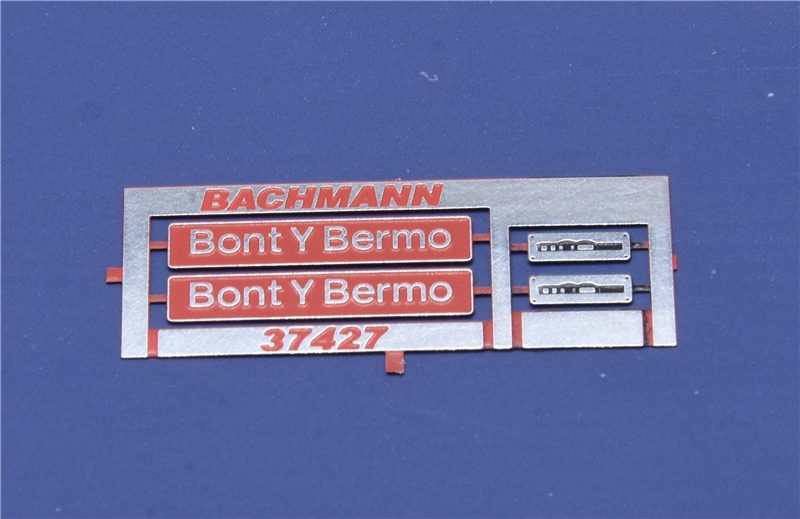 BACHMANN
Bont Y Bermo
Bont Y Bermo
37427